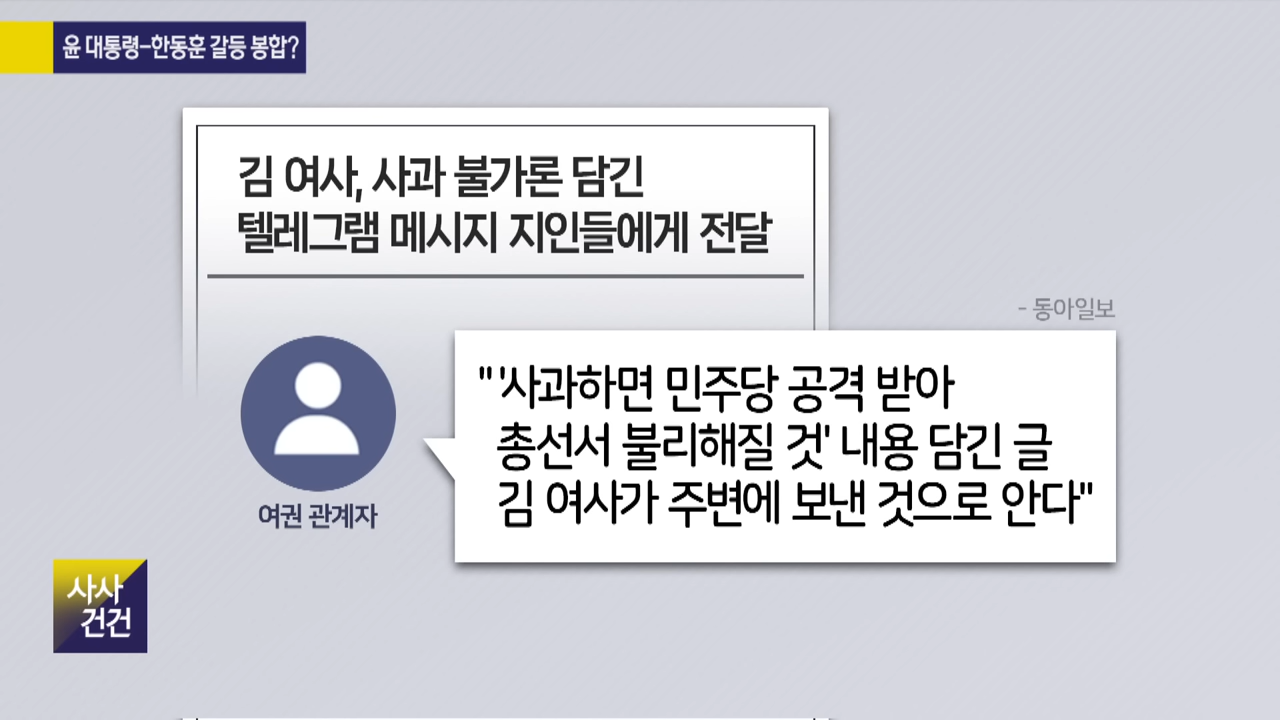 윤 대통령-한동훈 갈등 봉합?
김 여사, 사과 불가론 담긴
텔레그램 메시지 지인들에게 전달
- 동아일보
"'사과하면 민주당 공격 받아
총선서 불리해질 것' 내용 담긴 글
김 여사가 주변에 보낸 것으로 안다"
여권 관계자
사사
건건